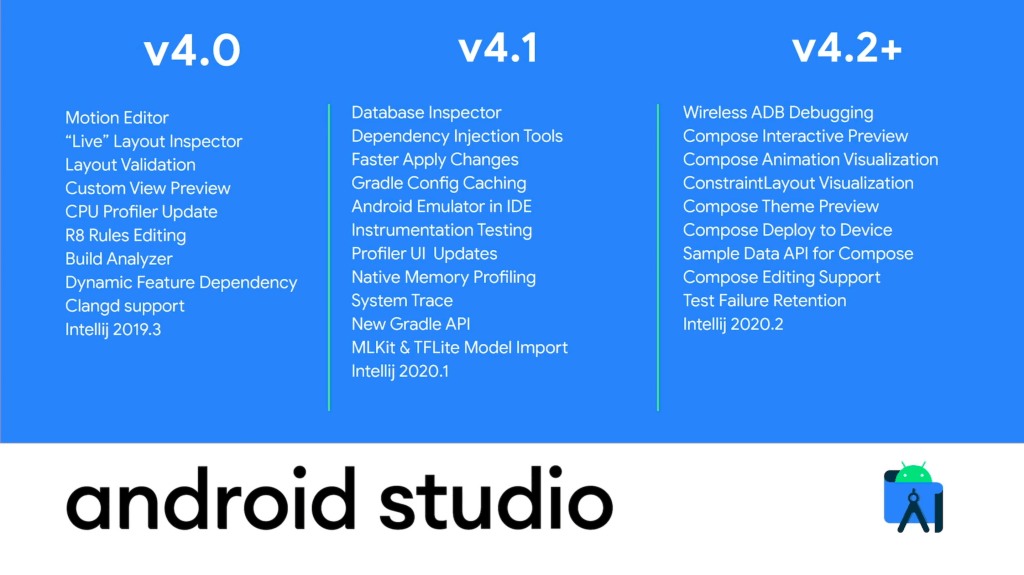 v4.0
Motion Editor
“Live” Layout Inspector
Layout Validation
Custom View Preview
CPU Profiler Update
R8 Rules Editing
Build Analyzer
Dynamic Feature Dependency
Clangd support
Intellij 2019.3
v4.1
Database Inspector
Dependency Injection Tools
Faster Apply Changes
Gradle Config Caching
Android Emulator in IDE
Instrumentation Testing
Profiler UI  Updates
Native Memory Profiling
System Trace
New Gradle API
MLKit & TFLite Model Import
Intellij 2020.1
v4.2+
Wireless ADB Debugging
Compose Interactive Preview
Compose Animation Visualization
ConstraintLayout Visualization
Compose Theme Preview
Compose Deploy to Device
Sample Data API for Compose
Compose Editing Support
Test Failure Retention
Intellij 2020.2
android studio